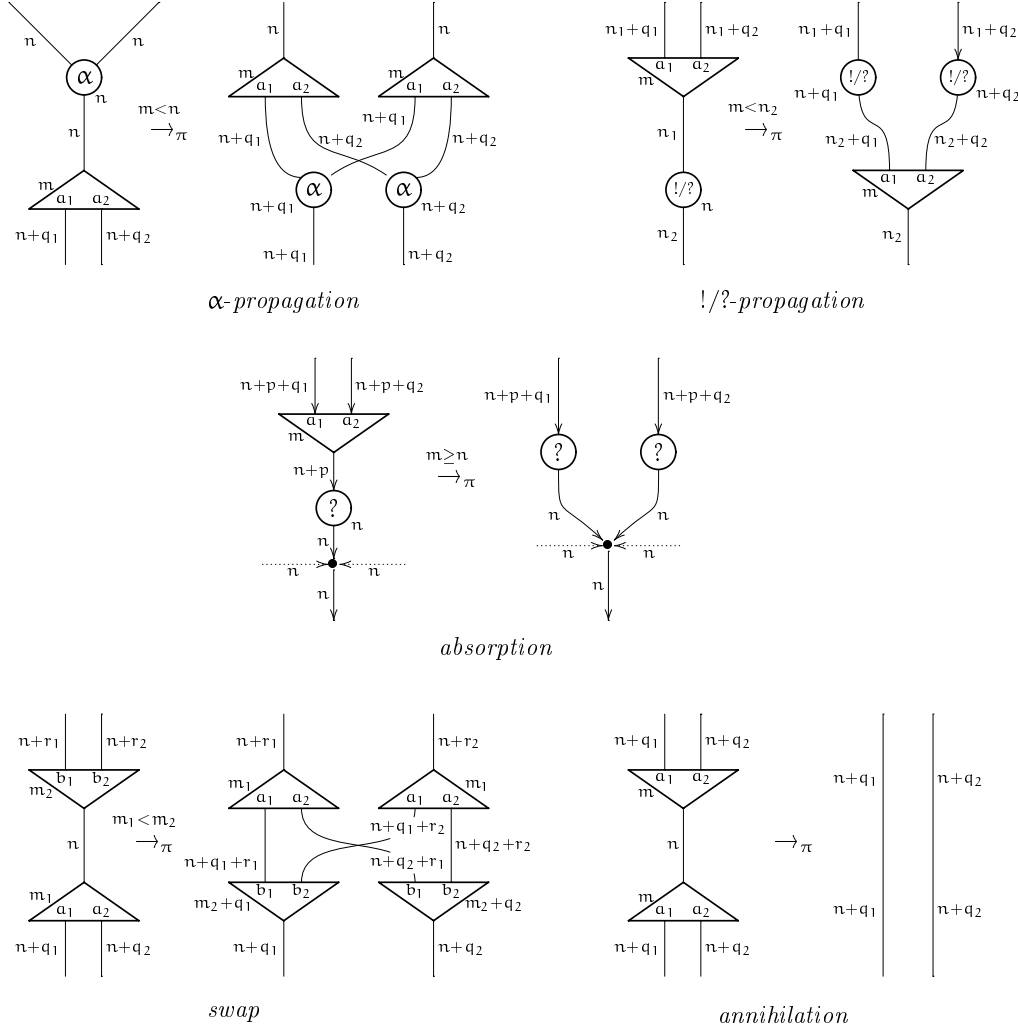 n n n n n₁+q₁ n₁+q₂ n₁+q₁ n₁+q₂
α n m a₁ a₂ m a₁ a₂ a₁ a₂ m !/? !/?
n m<n →π n+q₁ n+q₂ n+q₁ n+q₂ n₁ m<n₂ →π n+q₁ n+q₂ n₂+q₁ n₂+q₂
m a₁ a₂ α α !/? n m a₁ a₂
n+q₁ n+q₂ n+q₁ n+q₂ n₂ n₂
n+q₁ n+q₂
α-propagation !/?-propagation
n+p+q₁ n+p+q₂ n+p+q₁ n+p+q₂
a₁ a₂ m
n+p m≥n →π ? ?
? n n n
n n n n n
n n
absorption
n+r₁ n+r₂ n+r₁ n+r₂ n+q₁ n+q₂
b₁ b₂ m₂ m₁ a₁ a₂ m₁ a₁ a₂ a₁ a₂ m n+q₁ n+q₂
n m₁<m₂ →π n+q₁+r₂ n+q₂+r₂ n →π
n+q₁+r₁ n+q₂+r₁
m₁ a₁ a₂ b₁ b₂ m₂+q₁ b₁ b₂ m₂+q₂ m a₁ a₂ n+q₁ n+q₂
n+q₁ n+q₂ n+q₁ n+q₂ n+q₁ n+q₂
swap annihilation